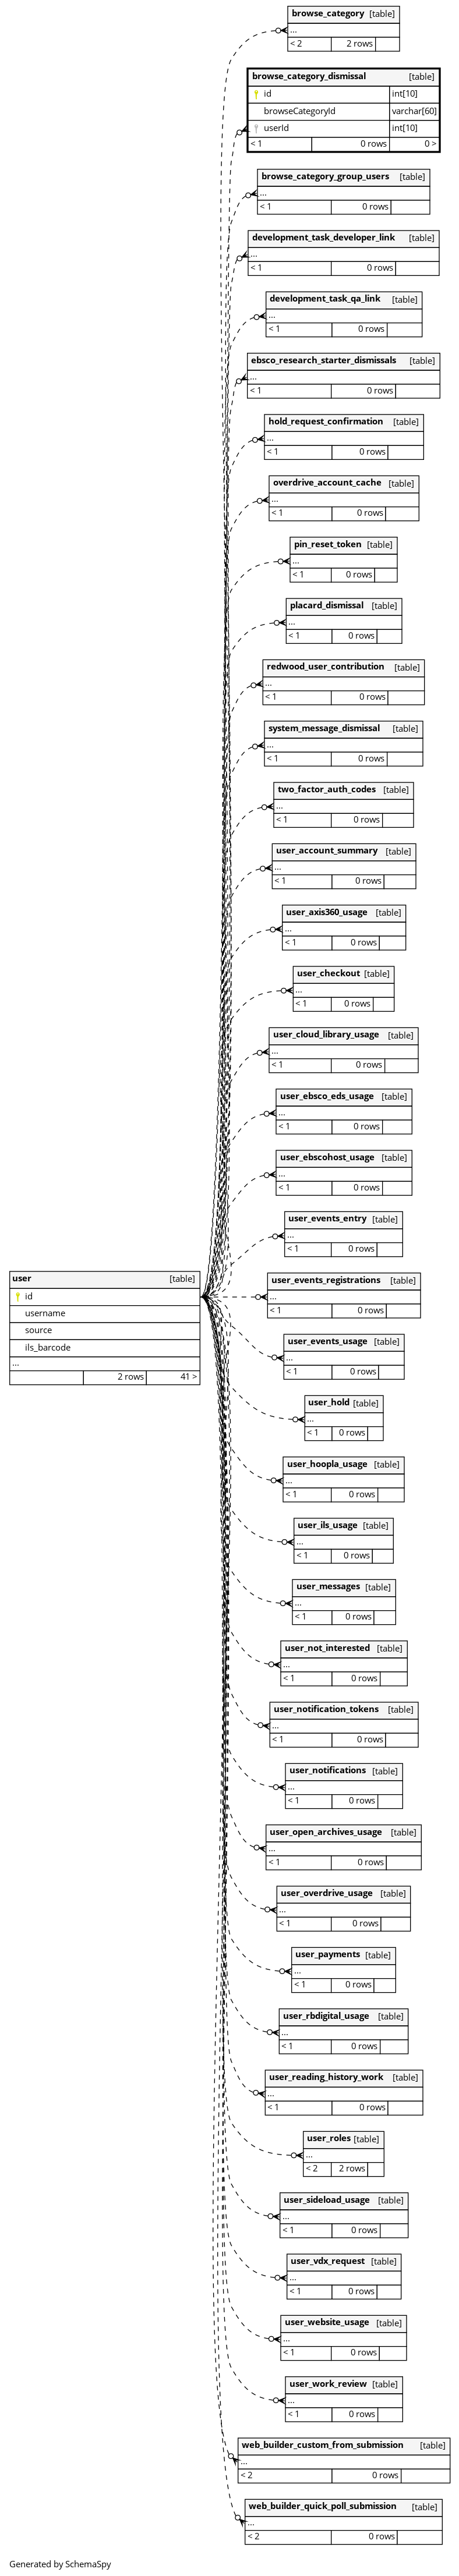 browse_category [table]
...
< 2 2 rows
browse_category_dismissal [table]
id int[10]
browseCategoryId varchar[60]
userId int[10]
< 1 0 rows 0 >
browse_category_group_users [table]
...
< 1 0 rows
development_task_developer_link [table]
...
< 1 0 rows
development_task_qa_link [table]
...
< 1 0 rows
ebsco_research_starter_dismissals [table]
...
< 1 0 rows
hold_request_confirmation [table]
...
< 1 0 rows
overdrive_account_cache [table]
...
< 1 0 rows
pin_reset_token [table]
...
< 1 0 rows
placard_dismissal [table]
...
< 1 0 rows
redwood_user_contribution [table]
...
< 1 0 rows
system_message_dismissal [table]
...
< 1 0 rows
two_factor_auth_codes [table]
...
< 1 0 rows
user_account_summary [table]
...
< 1 0 rows
user_axis360_usage [table]
...
< 1 0 rows
user_checkout [table]
...
< 1 0 rows
user_cloud_library_usage [table]
...
< 1 0 rows
user_ebsco_eds_usage [table]
...
< 1 0 rows
user_ebscohost_usage [table]
...
< 1 0 rows
user_events_entry [table]
...
< 1 0 rows
user [table]
id
username
source
ils_barcode
...
2 rows 41 >
user_events_registrations [table]
...
< 1 0 rows
user_events_usage [table]
...
< 1 0 rows
user_hold [table]
...
< 1 0 rows
user_hoopla_usage [table]
...
< 1 0 rows
user_ils_usage [table]
...
< 1 0 rows
user_messages [table]
...
< 1 0 rows
user_not_interested [table]
...
< 1 0 rows
user_notification_tokens [table]
...
< 1 0 rows
user_notifications [table]
...
< 1 0 rows
user_open_archives_usage [table]
...
< 1 0 rows
user_overdrive_usage [table]
...
< 1 0 rows
user_payments [table]
...
< 1 0 rows
user_rbdigital_usage [table]
...
< 1 0 rows
user_reading_history_work [table]
...
< 1 0 rows
user_roles [table]
...
< 2 2 rows
user_sideload_usage [table]
...
< 1 0 rows
user_vdx_request [table]
...
< 1 0 rows
user_website_usage [table]
...
< 1 0 rows
user_work_review [table]
...
< 1 0 rows
web_builder_custom_from_submission [table]
...
< 2 0 rows
web_builder_quick_poll_submission [table]
...
< 2 0 rows
Generated by SchemaSpy